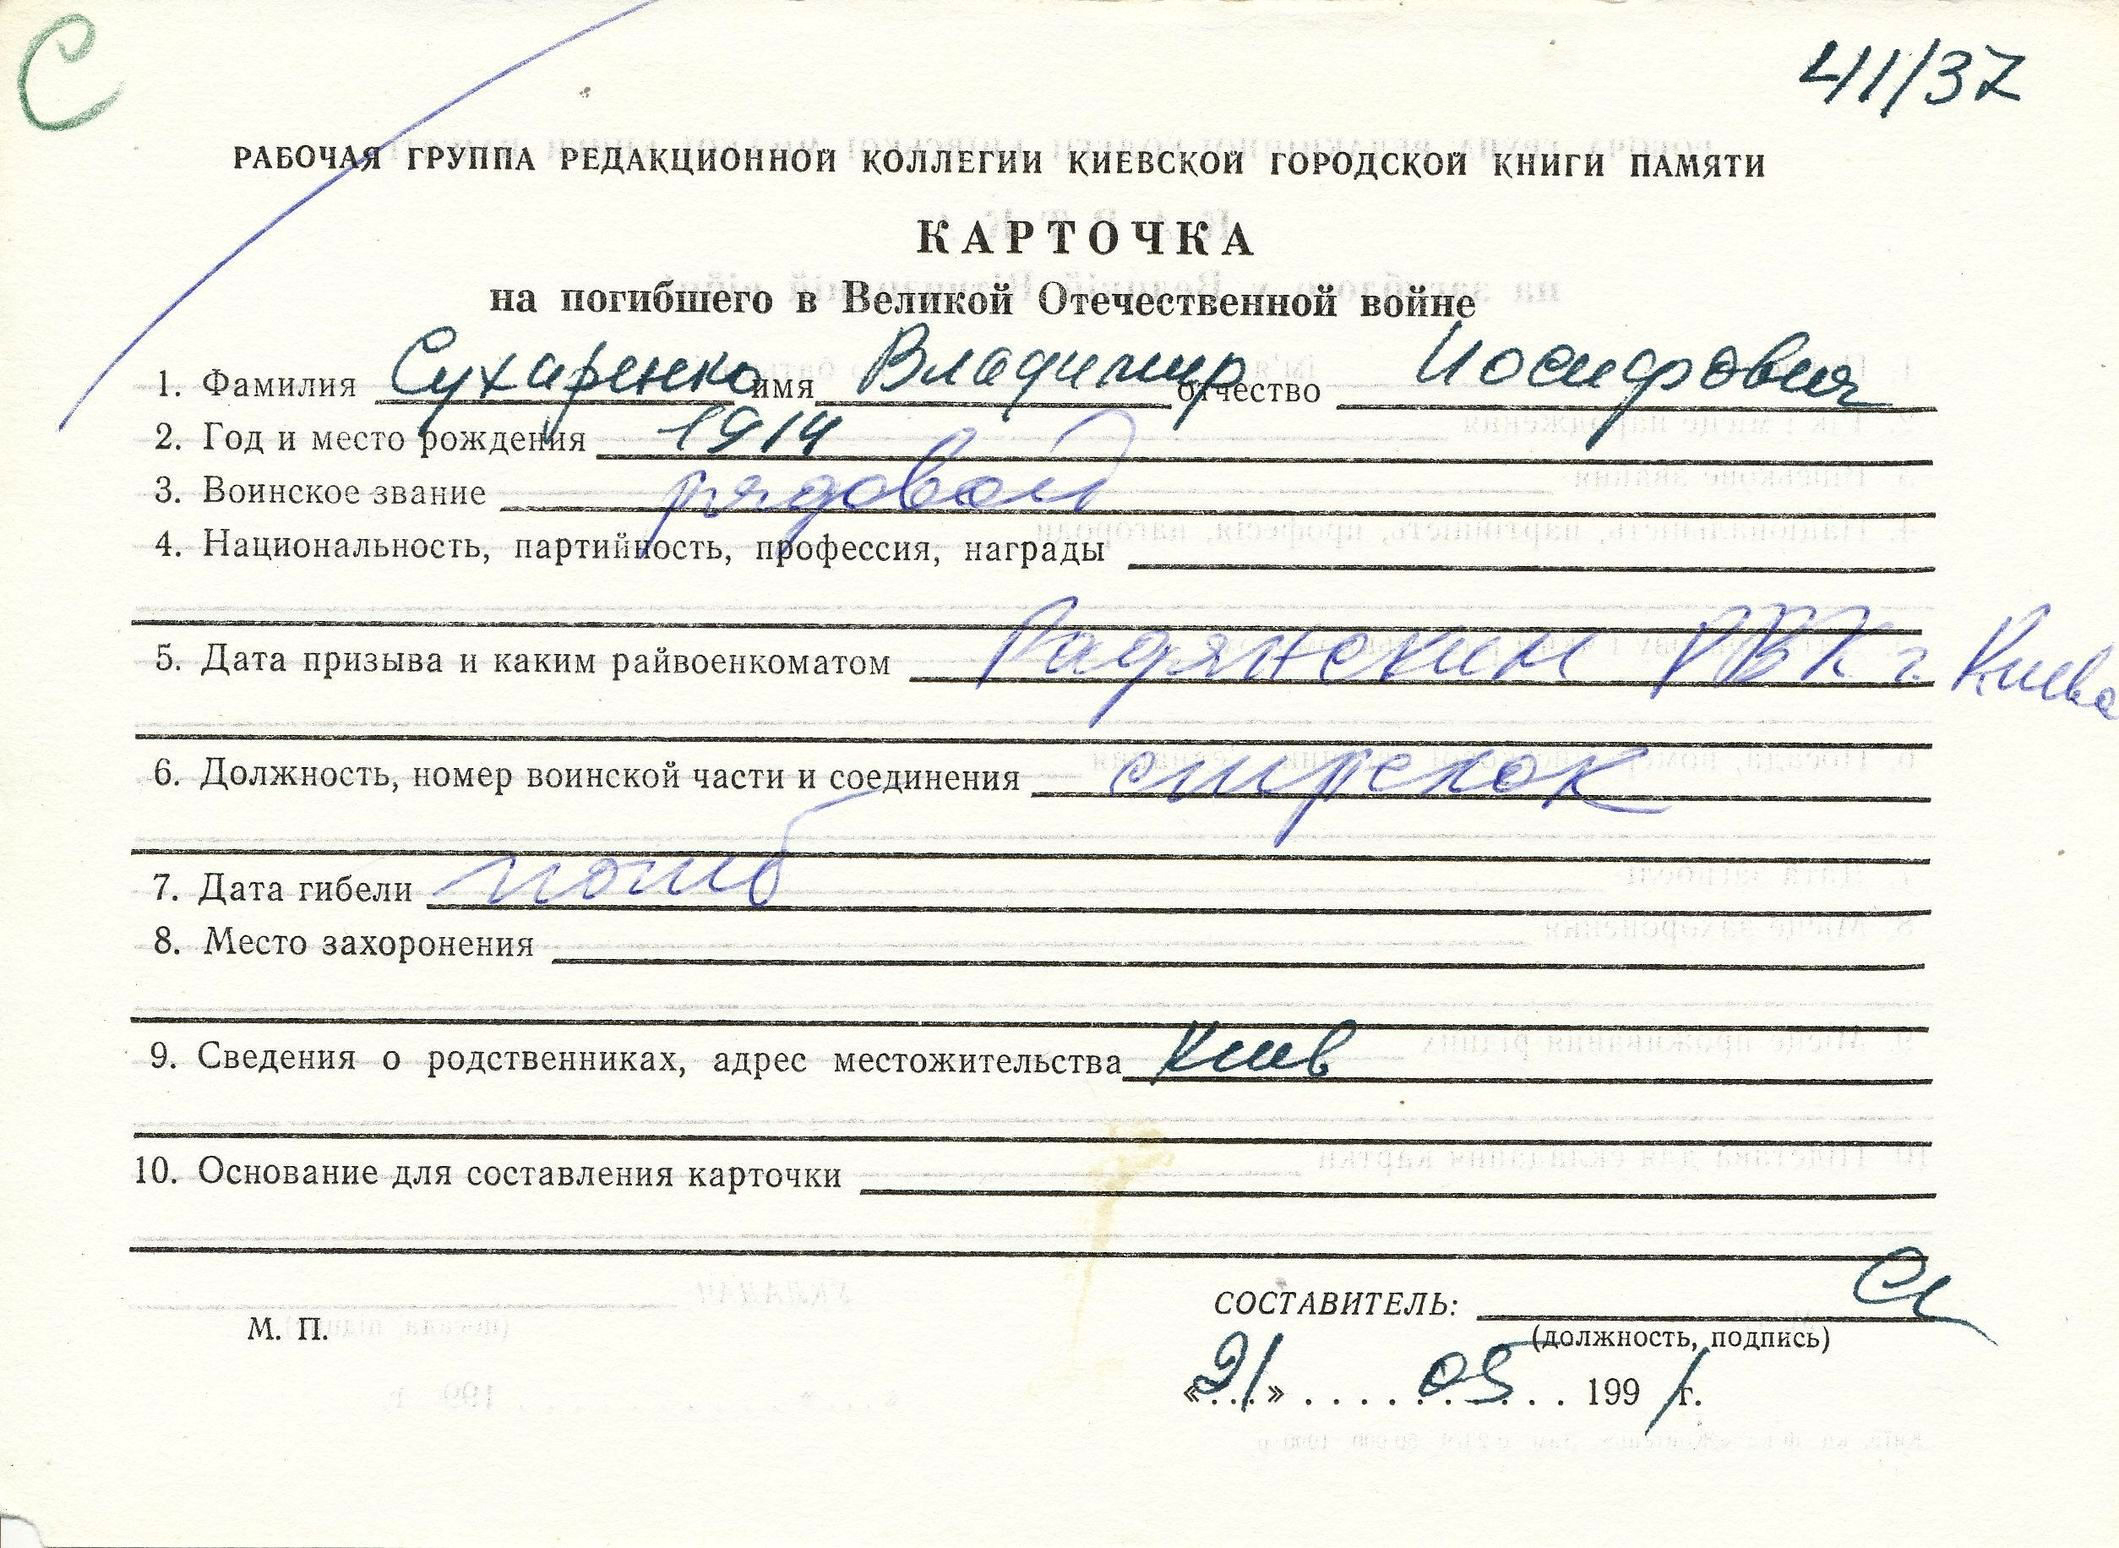 С
411/37
РАБОЧАЯ ГРУППА РЕДАКЦИОННОЙ КОЛЛЕГИИ КИЕВСКОЙ ГОРОДСКОЙ КНИГИ ПАМЯТИ
КАРТОЧКА
на погибшего в Великой Отечественной войне
1. Фамилия Сухаренко имя Владимир отчество Иосифович
2. Год и место рождения 1914
3. Воинское звание рядовой
4. Национальность, партийность, профессия, награды
5. Дата призыва и каким райвоенкоматом Радянским РВК г. Киева
6. Должность, номер воинской части и соединения стрелок
7. Дата гибели погиб
8. Место захоронения
9. Сведения о родственниках, адрес местожительства Киев
10. Основание для составления карточки
СОСТАВИТЕЛЬ:
М. П.
(должность, подпись)
«21» . . . . 05 . . . 1991 г.